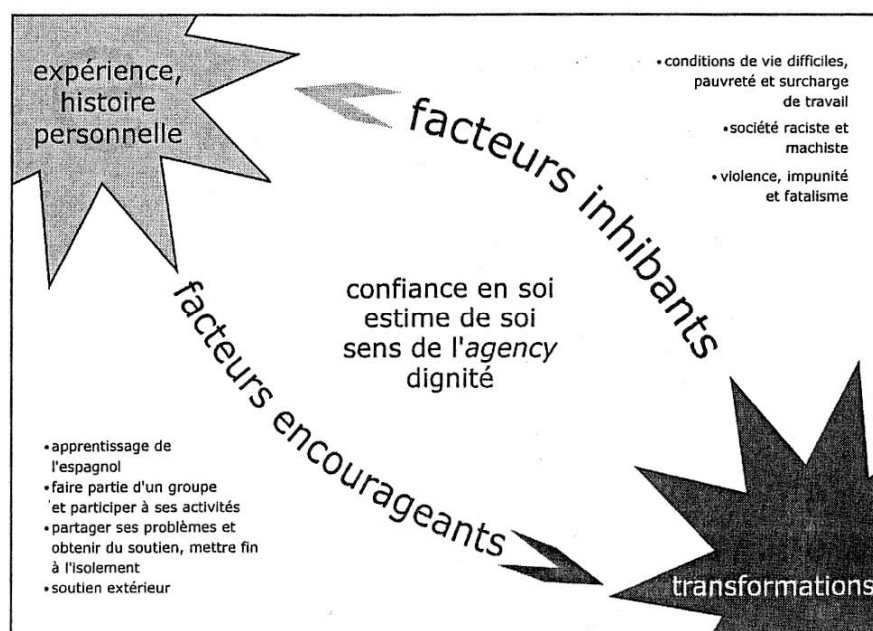 expérience,
histoire
personnelle
facteurs inhibants
• conditions de vie difficiles,
pauvreté et surcharge
de travail
• société raciste et
machiste
• violence, impunité
et fatalisme
confiance en soi
estime de soi
sens de l'agency
dignité
facteurs encourageants
• apprentissage de
l'espagnol
• faire partie d'un groupe
et participer à ses activités
• partager ses problèmes et
obtenir du soutien, mettre fin
à l'isolement
• soutien extérieur
transformations